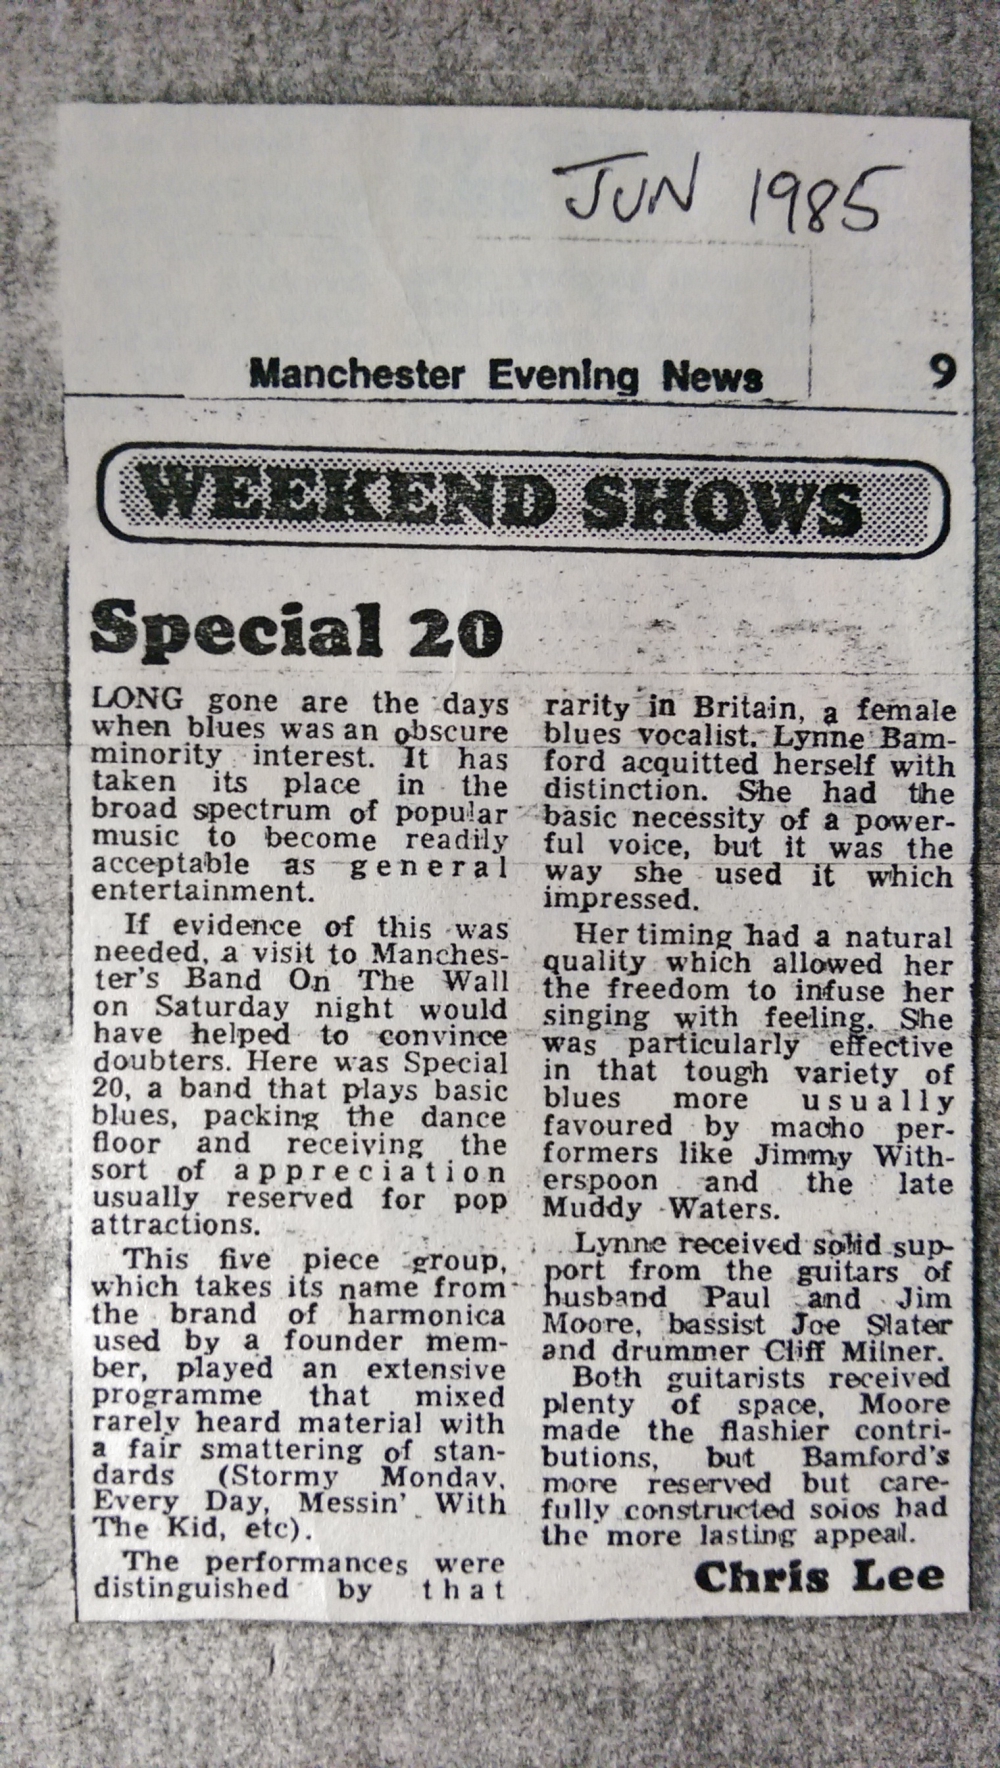 JUN 1985
Manchester Evening News 9
WEEKEND SHOWS
Special 20
LONG gone are the days
when blues was an obscure
minority interest. It has
taken its place in the
broad spectrum of popular
music to become readily
acceptable as general
entertainment.
If evidence of this was
needed, a visit to Manches-
ter's Band On The Wall
on Saturday night would
have helped to convince
doubters. Here was Special
20, a band that plays basic
blues, packing the dance
floor and receiving the
sort of appreciation
usually reserved for pop
attractions.
This five piece group,
which takes its name from
the brand of harmonica
used by a founder mem-
ber, played an extensive
programme that mixed
rarely heard material with
a fair smattering of stan-
dards (Stormy Monday,
Every Day, Messin' With
The Kid, etc).
The performances were
distinguished by that
rarity in Britain, a female
blues vocalist. Lynne Bam-
ford acquitted herself with
distinction. She had the
basic necessity of a power-
ful voice, but it was the
way she used it which
impressed.
Her timing had a natural
quality which allowed her
the freedom to infuse her
singing with feeling. She
was particularly effective
in that tough variety of
blues more usually
favoured by macho per-
formers like Jimmy With-
erspoon and the late
Muddy Waters.
Lynne received solid sup-
port from the guitars of
husband Paul and Jim
Moore, bassist Joe Slater
and drummer Cliff Milner.
Both guitarists received
plenty of space, Moore
made the flashier contri-
butions, but Bamford's
more reserved but care-
fully constructed solos had
the more lasting appeal.
Chris Lee